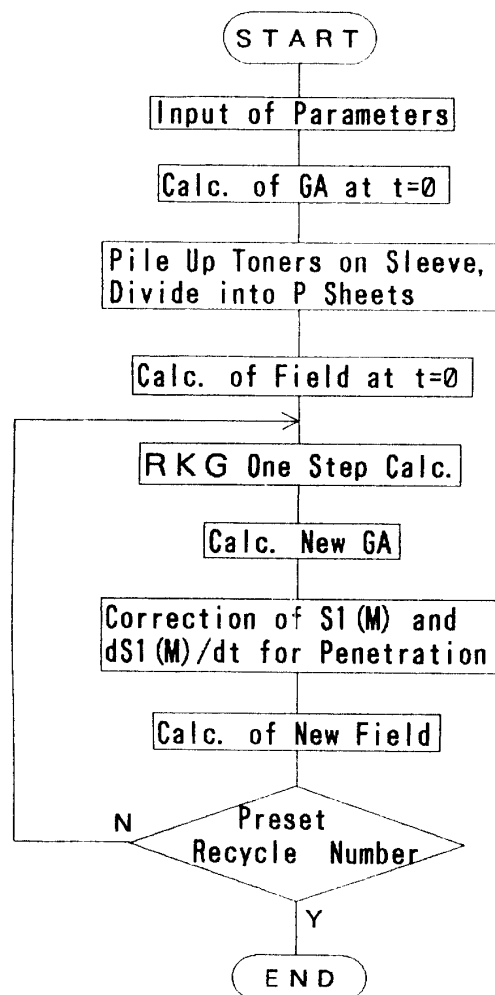 START
Input of Parameters
Calc. of GA at t=0
Pile Up Toners on Sleeve,
Divide into P Sheets
Calc. of Field at t=0
RKG One Step Calc.
Calc. New GA
Correction of S1(M) and
dS1(M)/dt for Penetration
Calc. of New Field
Preset
Recycle Number
N
Y
END